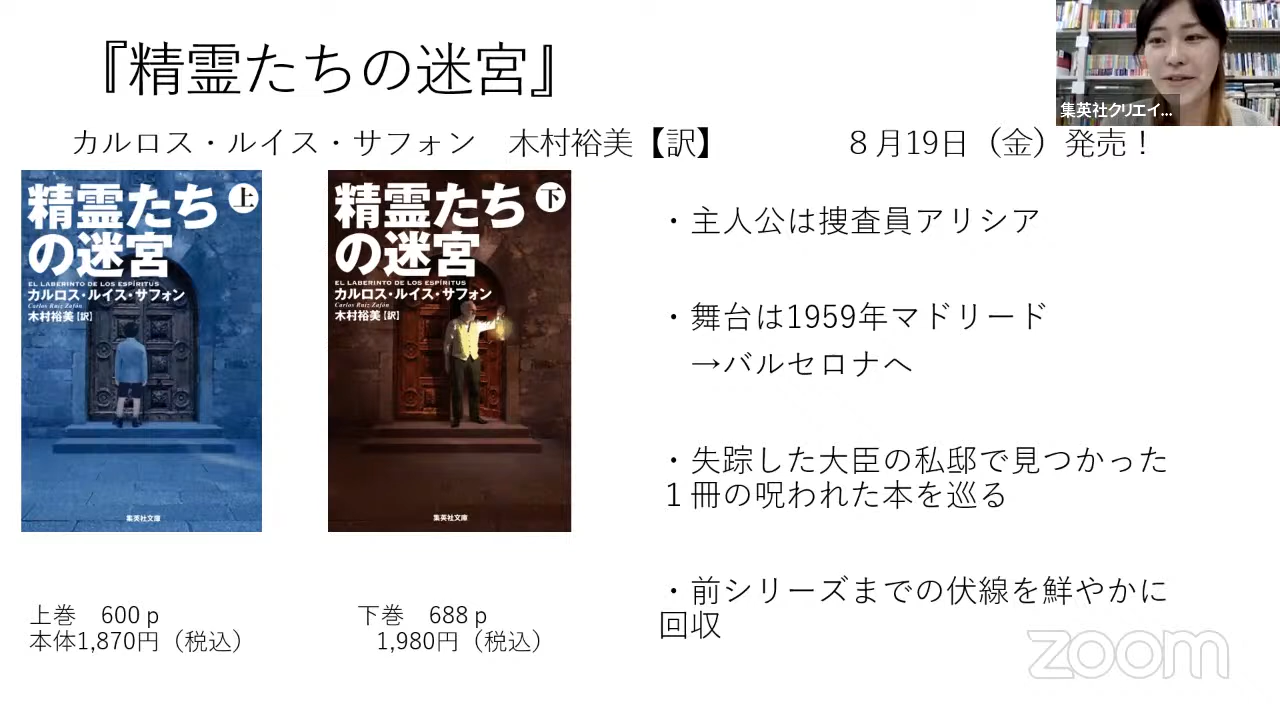 『精霊たちの迷宮』
集英社クリエイ...
カルロス・ルイス・サフォン　木村裕美【訳】　８月19日（金）発売！
精霊たち 上
の迷宮
EL LABERINTO DE LOS ESPÍRITUS
カルロス・ルイス・サフォン
Carlos Ruiz Zafón
木村裕美［訳］
集英社文庫
精霊たち 下
の迷宮
EL LABERINTO DE LOS ESPÍRITUS
カルロス・ルイス・サフォン
Carlos Ruiz Zafón
木村裕美［訳］
集英社文庫
・主人公は捜査員アリシア
・舞台は1959年マドリード
→バルセロナへ
・失踪した大臣の私邸で見つかった
１冊の呪われた本を巡る
・前シリーズまでの伏線を鮮やかに
回収
上巻　600ｐ
本体1,870円（税込）
下巻　688ｐ
1,980円（税込）
zoom